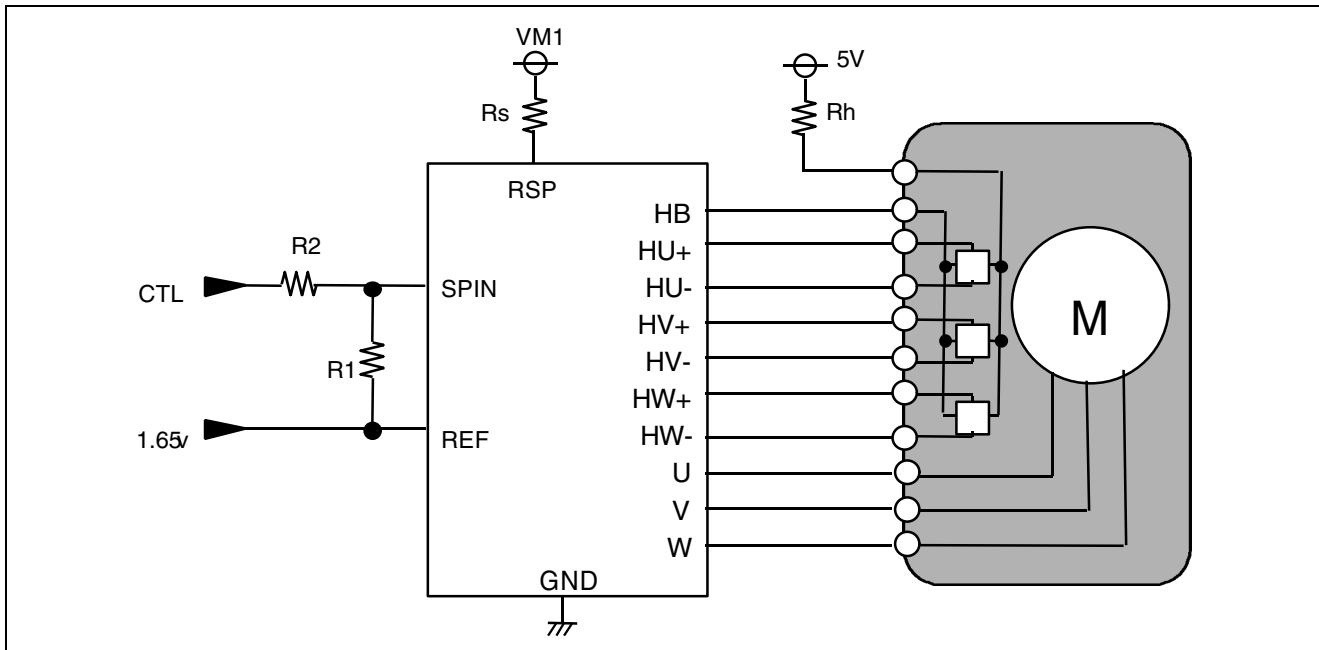 VM1
5V
Rs
Rh
RSP
HB
R2
HU+
CTL
SPIN
HU-
HV+
R1
HV-
M
HW+
1.65v
REF
HW-
U
V
W
GND